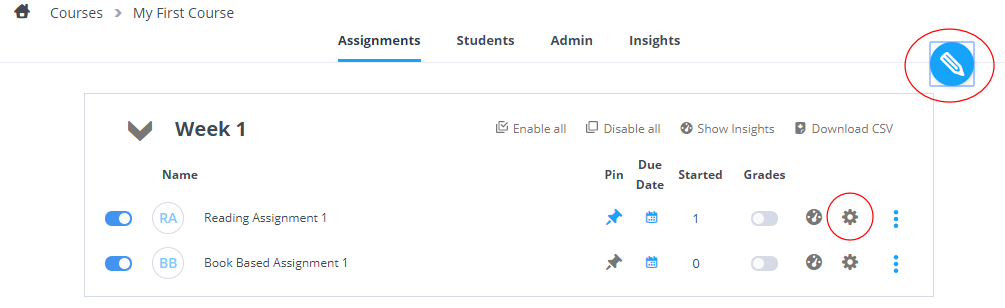 Courses > My First Course
Assignments Students Admin Insights
Week 1 Enable all Disable all Show Insights Download CSV
Name Pin Due Date Started Grades
RA Reading Assignment 1 1
BB Book Based Assignment 1 0